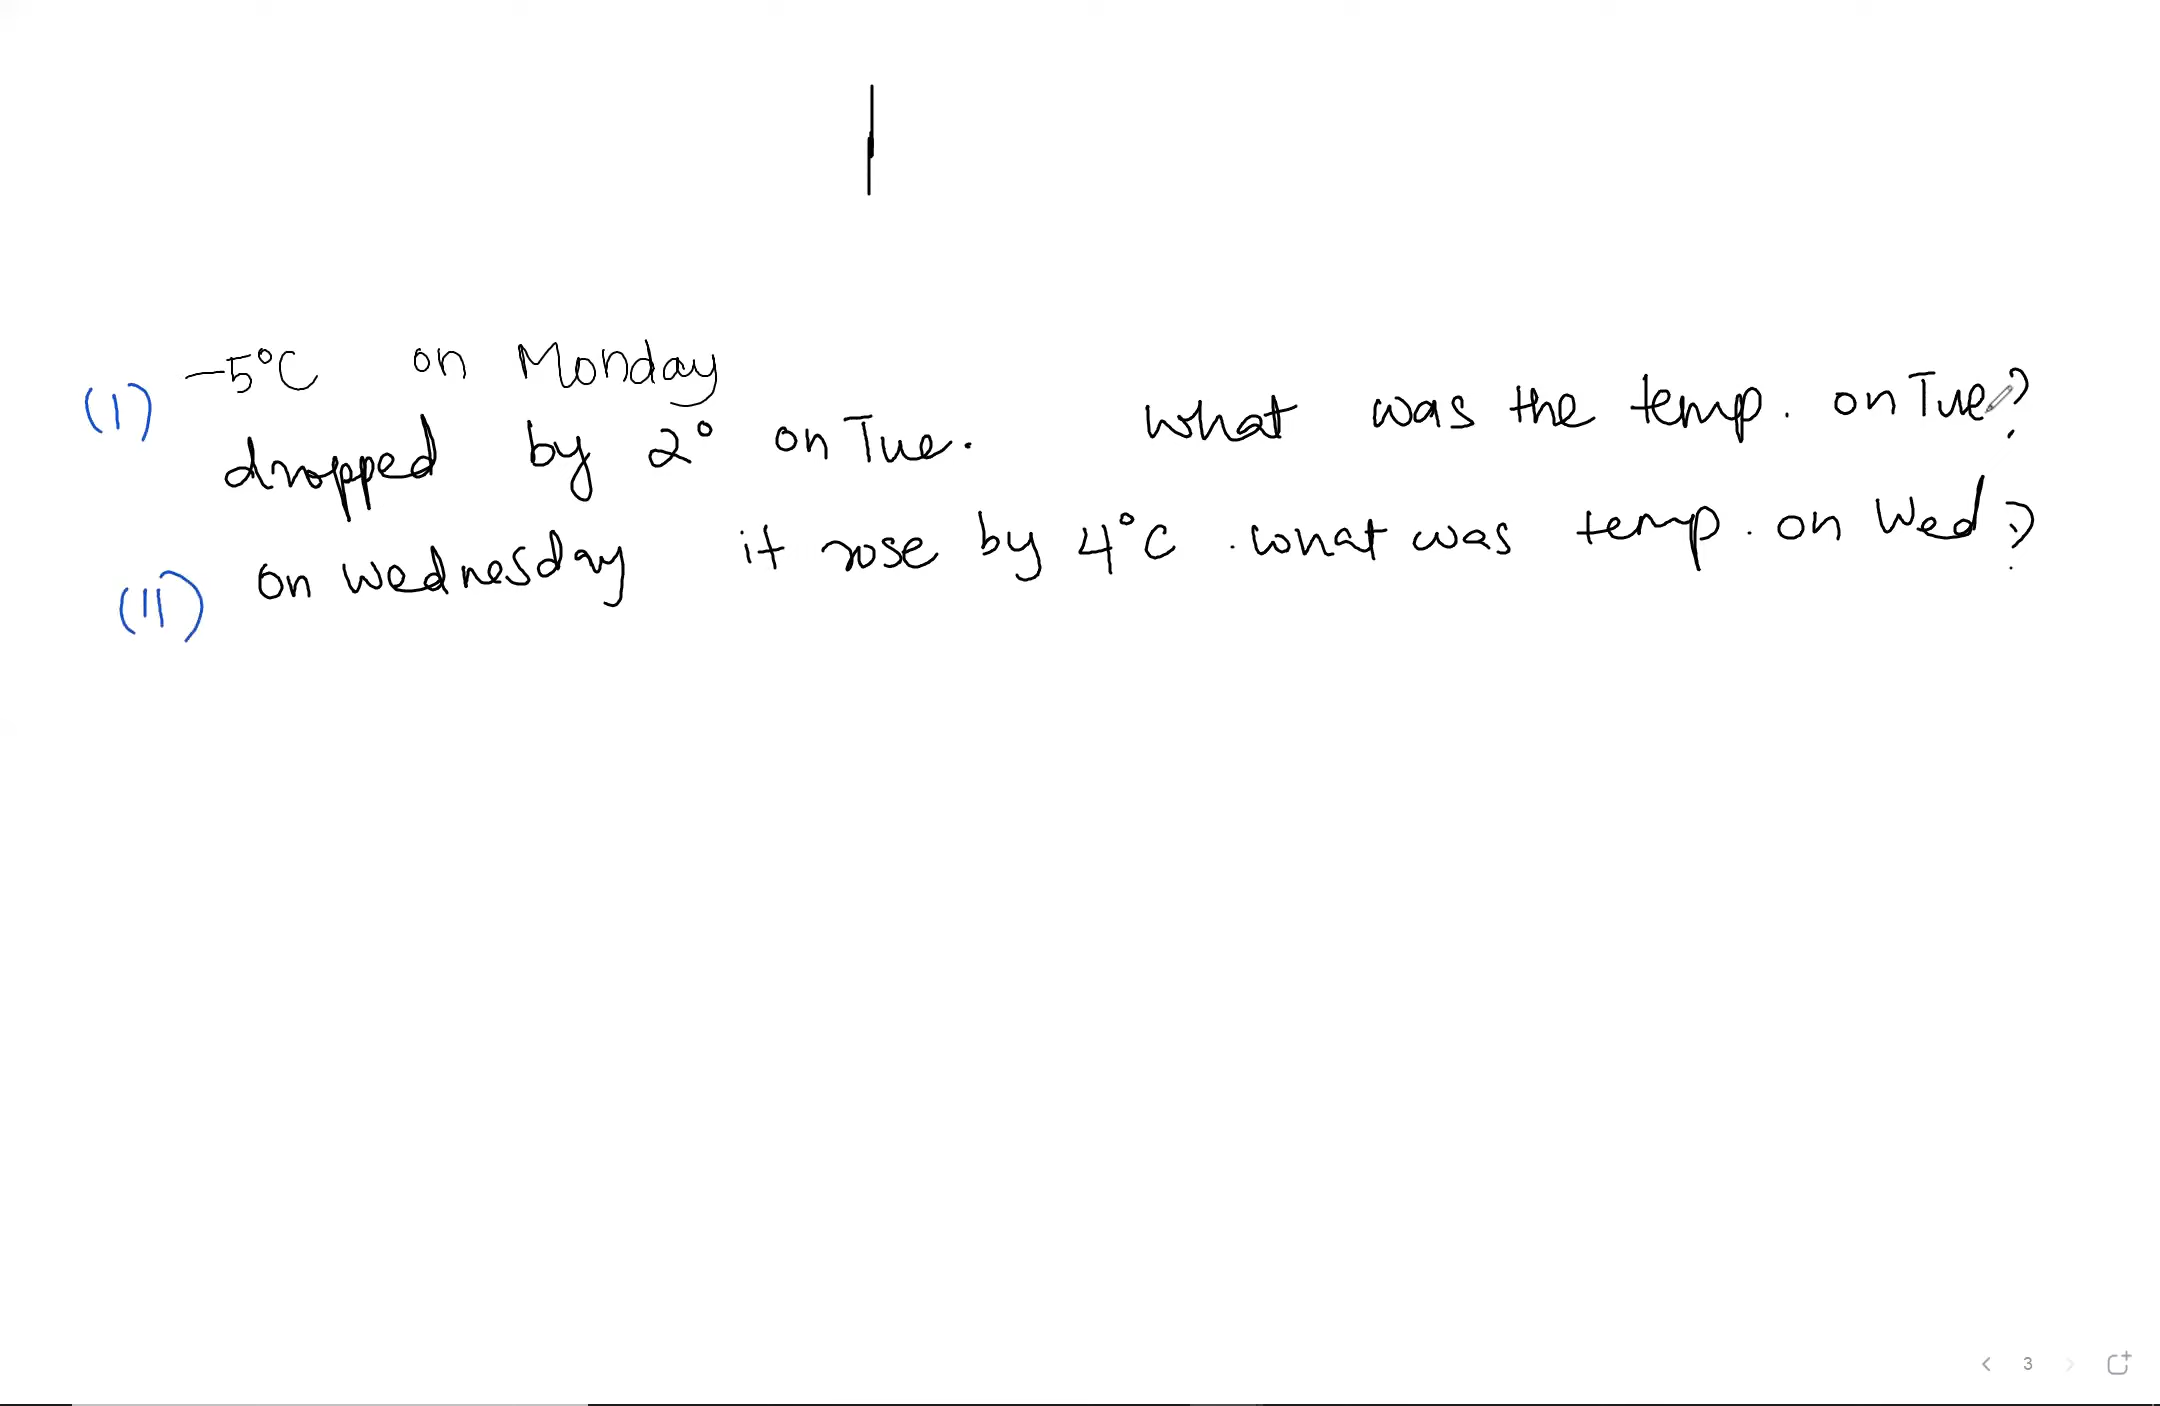 -5°C on Monday
(I) dropped by 2° on Tue. What was the temp. on Tue?
(II) on Wednesday it rose by 4°C. What was temp. on Wed?
3